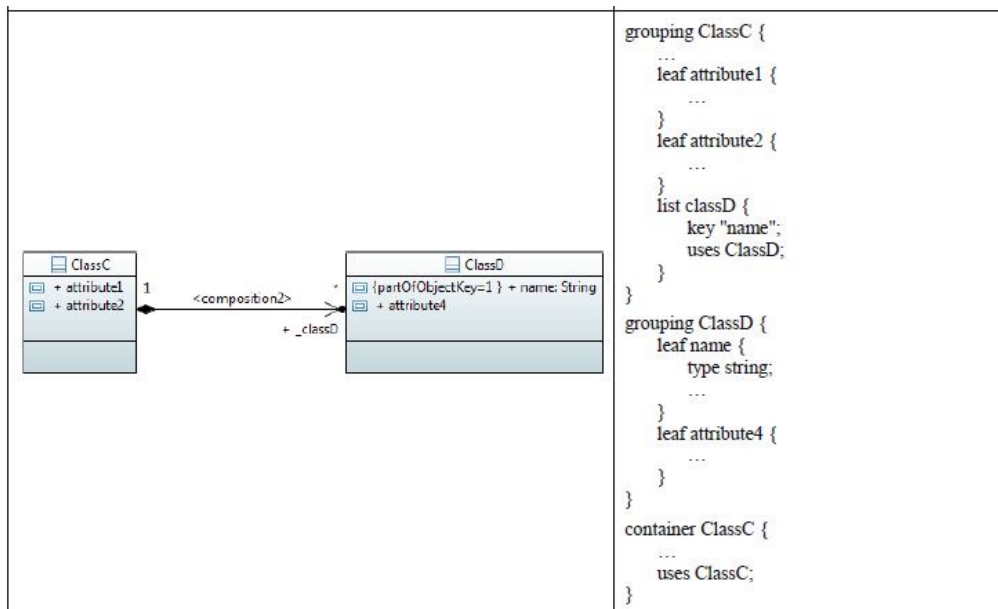 ClassC
+ attribute1
+ attribute2
1
<composition2>
*
+ _classD
ClassD
{partOfObjectKey=1 } + name: String
+ attribute4
grouping ClassC {
…
leaf attribute1 {
…
}
leaf attribute2 {
…
}
list classD {
key "name";
uses ClassD;
}
}
grouping ClassD {
leaf name {
type string;
…
}
leaf attribute4 {
…
}
}
container ClassC {
…
uses ClassC;
}